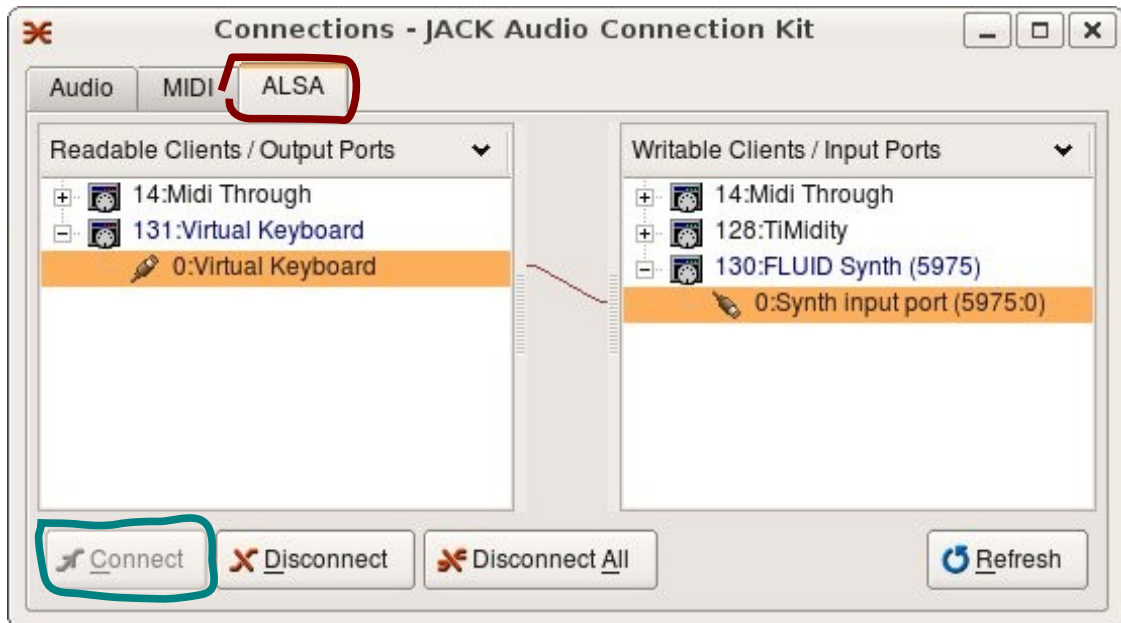 Connections - JACK Audio Connection Kit
Audio MIDI ALSA
Readable Clients / Output Ports
14:Midi Through
131:Virtual Keyboard
0:Virtual Keyboard
Writable Clients / Input Ports
14:Midi Through
128:TiMidity
130:FLUID Synth (5975)
0:Synth input port (5975:0)
Connect Disconnect Disconnect All Refresh